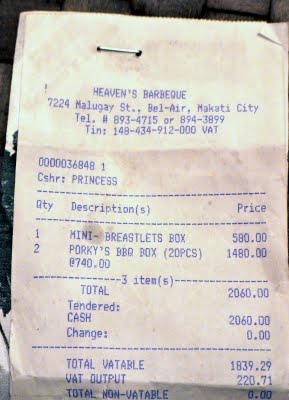 HEAVEN'S BARBEQUE
7224 Malugay St., Bel-Air, Makati City
Tel. # 893-4715 or 894-3899
Tin: 148-434-912-000 VAT
0000036848 1
Cshr: PRINCESS
Qty Description(s) Price
1 MINI- BREASTLETS BOX 580.00
2 PORKY'S BBQ BOX (20PCS) 1480.00
@740.00
3 item(s)
TOTAL 2060.00
Tendered:
CASH 2060.00
Change: 0.00
TOTAL VATABLE 1839.29
VAT OUTPUT 220.71
TOTAL NON-VATABLE 0.00